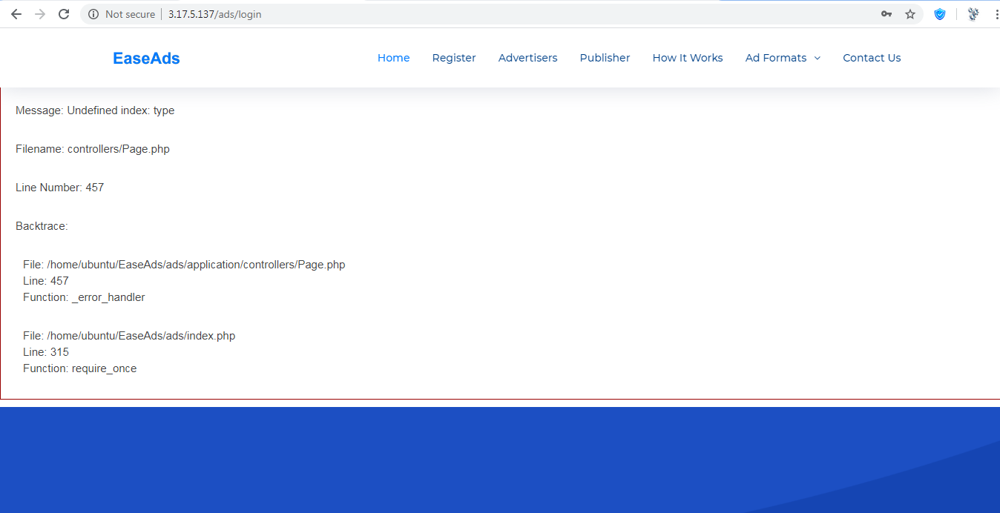 Not secure 3.17.5.137/ads/login
EaseAds Home Register Advertisers Publisher How It Works Ad Formats Contact Us
Message: Undefined index: type
Filename: controllers/Page.php
Line Number: 457
Backtrace:
File: /home/ubuntu/EaseAds/ads/application/controllers/Page.php
Line: 457
Function: _error_handler
File: /home/ubuntu/EaseAds/ads/index.php
Line: 315
Function: require_once